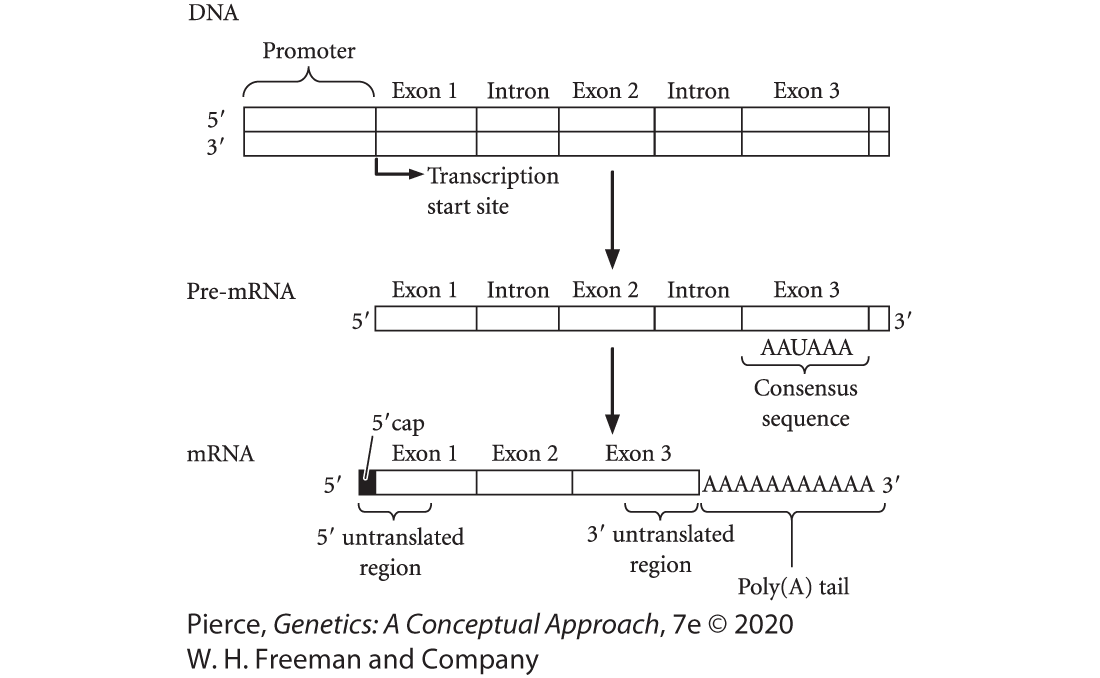 DNA
Promoter
Exon 1 Intron Exon 2 Intron Exon 3
5′
3′
Transcription
start site
Pre-mRNA
Exon 1 Intron Exon 2 Intron Exon 3
5′ 3′
AAUAAA
Consensus
sequence
5′cap
mRNA
Exon 1 Exon 2 Exon 3
5′ AAAAAAAAAAA 3′
5′ untranslated
region
3′ untranslated
region
Poly(A) tail
Pierce, Genetics: A Conceptual Approach, 7e © 2020
W. H. Freeman and Company